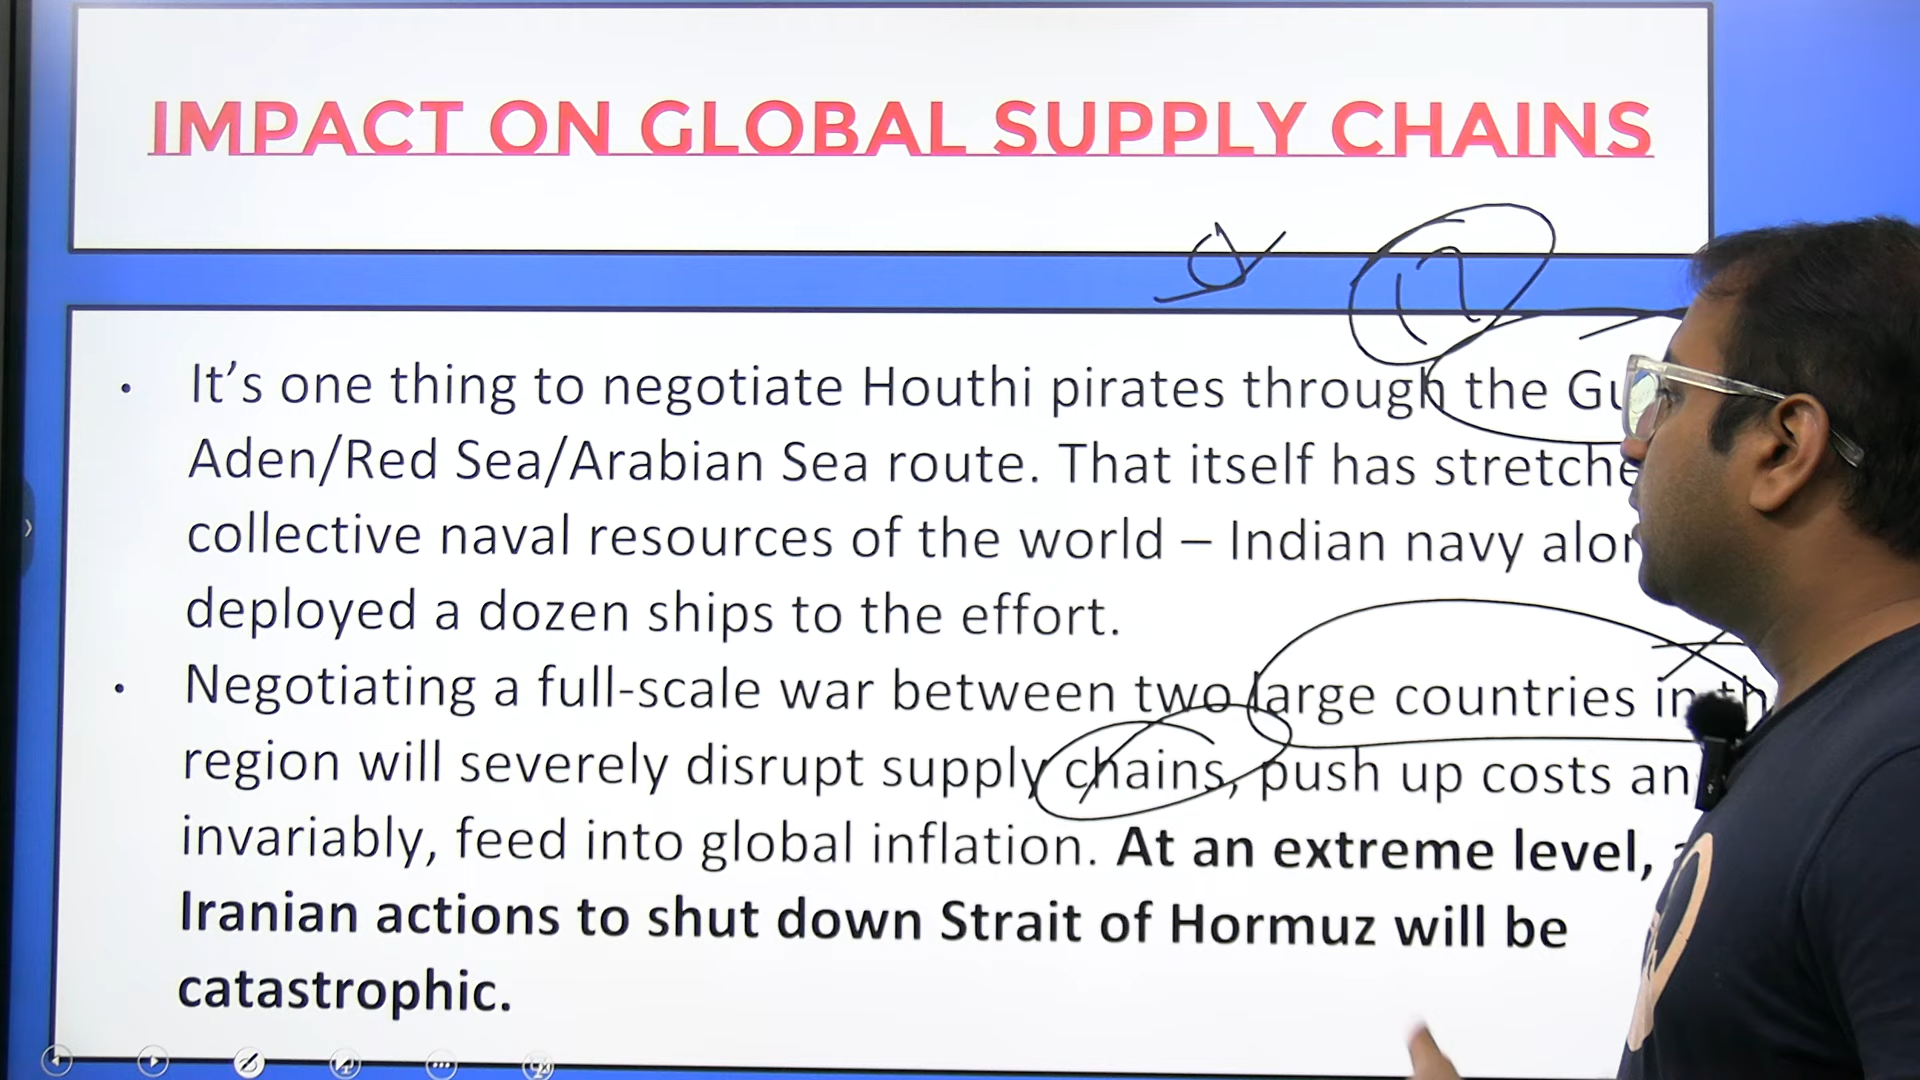 IMPACT ON GLOBAL SUPPLY CHAINS
• It’s one thing to negotiate Houthi pirates through the
Aden/Red Sea/Arabian Sea route. That itself has
collective naval resources of the world – Indian navy
deployed a dozen ships to the effort.
• Negotiating a full-scale war between two large countries in
region will severely disrupt supply chains, push up costs
invariably, feed into global inflation. At an extreme level,
Iranian actions to shut down Strait of Hormuz will be
catastrophic.